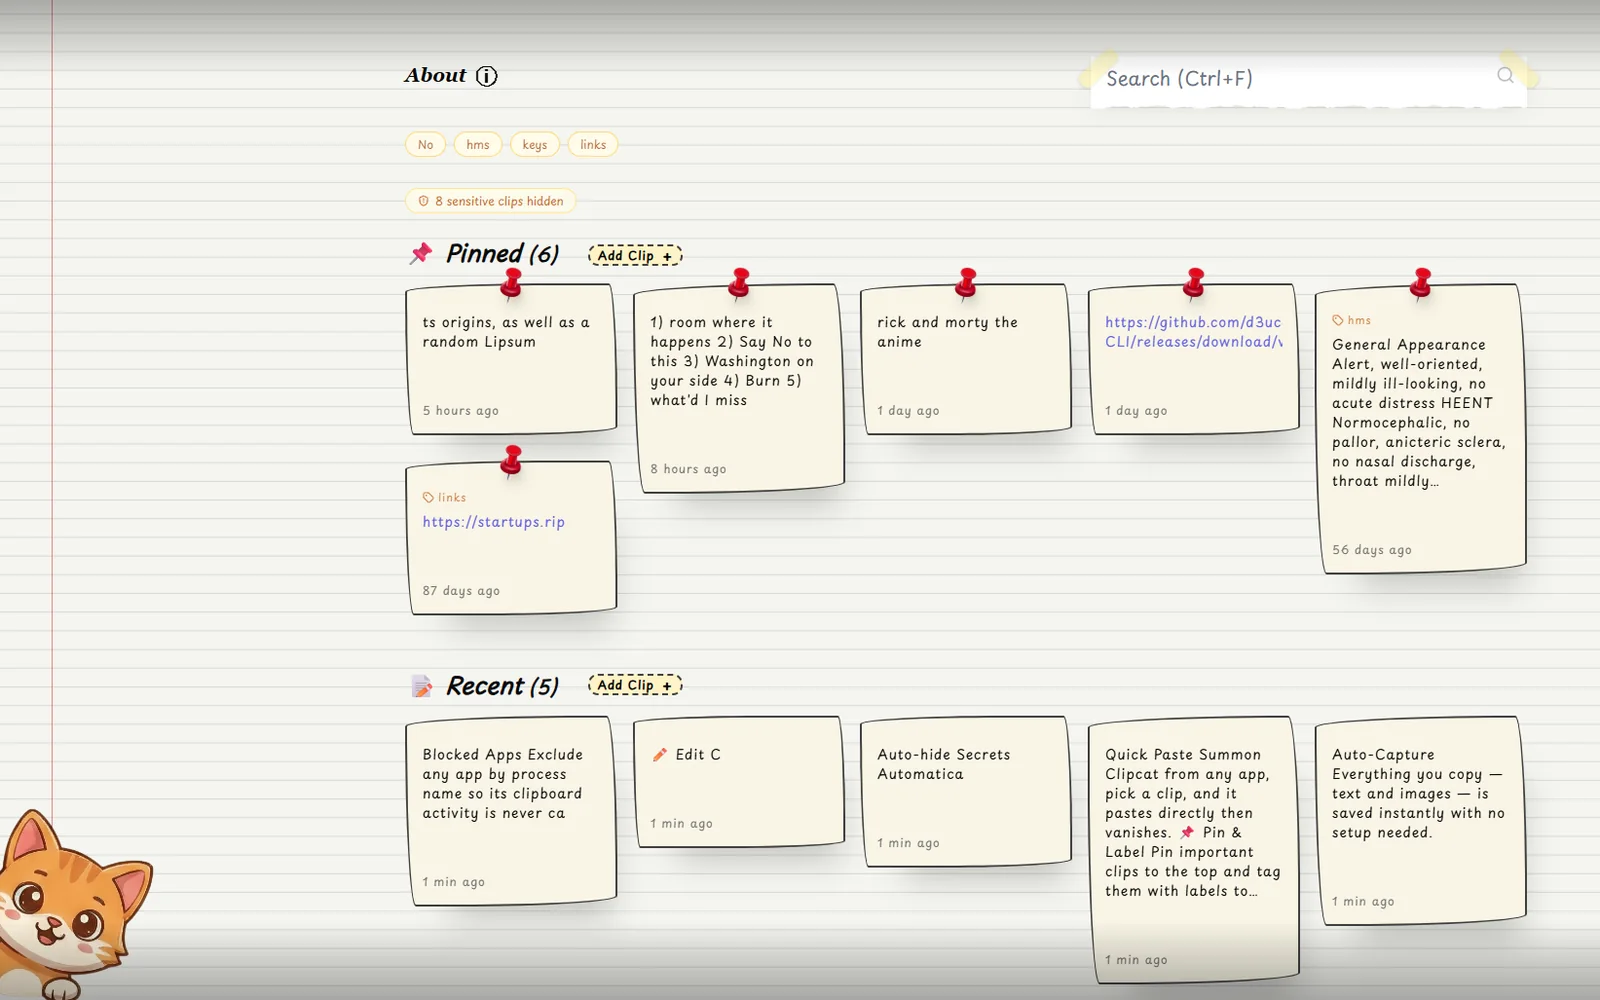 About
Search (Ctrl+F)
No
hms
keys
links
8 sensitive clips hidden
Pinned (6)
Add Clip +
ts origins, as well as a
random Lipsum
5 hours ago
1) room where it
happens 2) Say No to
this 3) Washington on
your side 4) Burn 5)
what'd I miss
8 hours ago
rick and morty the
anime
1 day ago
https://github.com/d3uc
CLI/releases/download/v
1 day ago
hms
General Appearance
Alert, well-oriented,
mildly ill-looking, no
acute distress HEENT
Normocephalic, no
pallor, anicteric sclera,
no nasal discharge,
throat mildly...
56 days ago
links
https://startups.rip
87 days ago
Recent (5)
Add Clip +
Blocked Apps Exclude
any app by process
name so its clipboard
activity is never ca
1 min ago
Edit C
1 min ago
Auto-hide Secrets
Automatica
1 min ago
Quick Paste Summon
Clipcat from any app,
pick a clip, and it
pastes directly then
vanishes. 📌 Pin &
Label Pin important
clips to the top and tag
them with labels to...
1 min ago
Auto-Capture
Everything you copy —
text and images — is
saved instantly with no
setup needed.
1 min ago